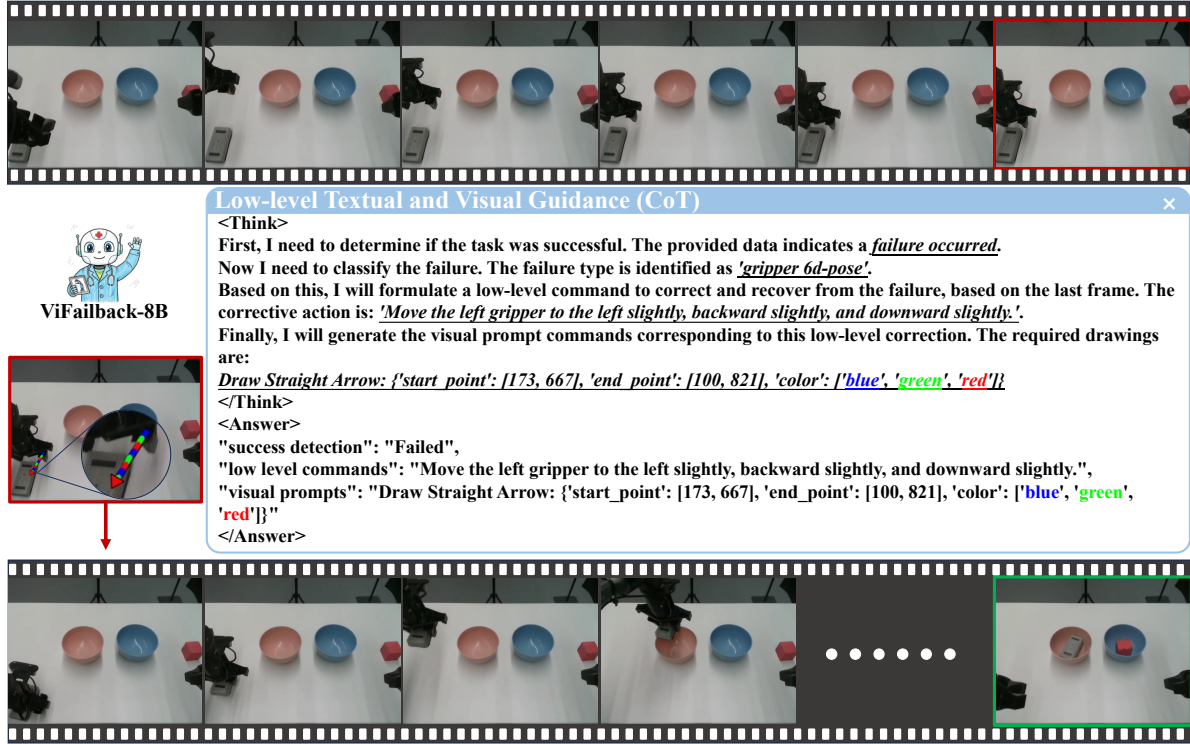 Low-level Textual and Visual Guidance (CoT)
×
<Think>
First, I need to determine if the task was successful. The provided data indicates a failure occurred.
Now I need to classify the failure. The failure type is identified as 'gripper 6d-pose'.
Based on this, I will formulate a low-level command to correct and recover from the failure, based on the last frame. The
corrective action is: 'Move the left gripper to the left slightly, backward slightly, and downward slightly.'.
Finally, I will generate the visual prompt commands corresponding to this low-level correction. The required drawings
are:
Draw Straight Arrow: {'start_point': [173, 667], 'end_point': [100, 821], 'color': ['blue', 'green', 'red']}
</Think>
<Answer>
"success detection": "Failed",
"low level commands": "Move the left gripper to the left slightly, backward slightly, and downward slightly.",
"visual prompts": "Draw Straight Arrow: {'start_point': [173, 667], 'end_point': [100, 821], 'color': ['blue', 'green',
'red']}"
</Answer>
ViFailback-8B